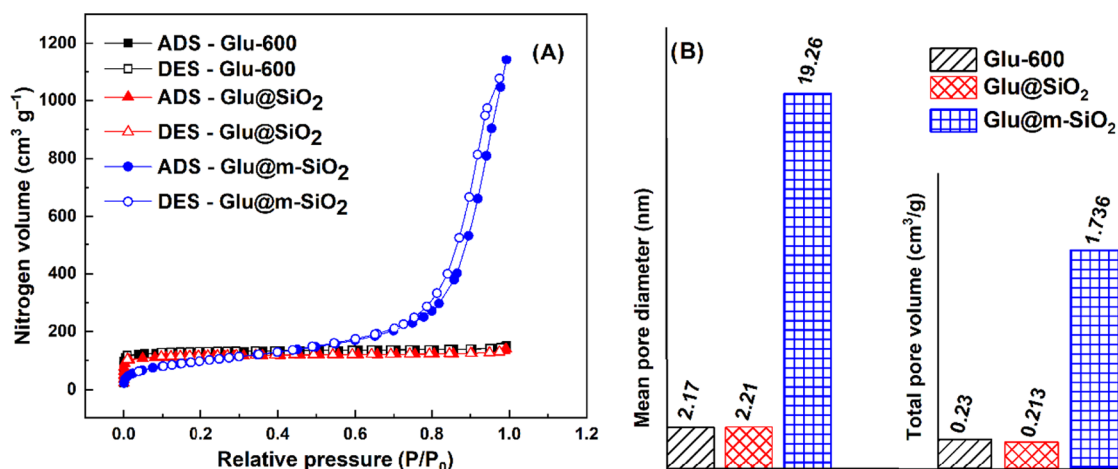 (A)
ADS - Glu-600
DES - Glu-600
ADS - Glu@SiO2
DES - Glu@SiO2
ADS - Glu@m-SiO2
DES - Glu@m-SiO2
Nitrogen volume (cm³ g⁻¹)
1200
1000
800
600
400
200
0
0.0 0.2 0.4 0.6 0.8 1.0
Relative pressure (P/P0)
(B)
Glu-600
Glu@SiO2
Glu@m-SiO2
Mean pore diameter (nm)
2.17
2.21
19.26
Total pore volume (cm³/g)
0.23
0.213
1.736